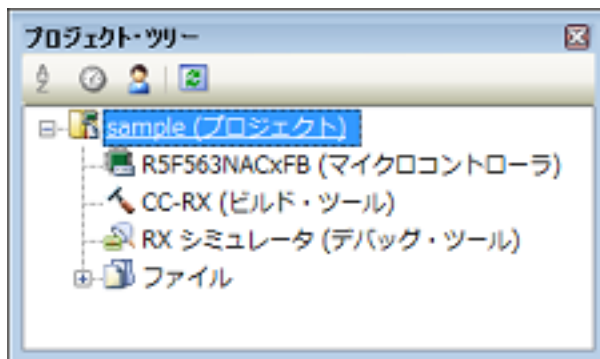 プロジェクト・ツリー
sample (プロジェクト)
R5F563NACxFB (マイクロコントローラ)
CC-RX (ビルド・ツール)
RX シミュレータ (デバッグ・ツール)
ファイル